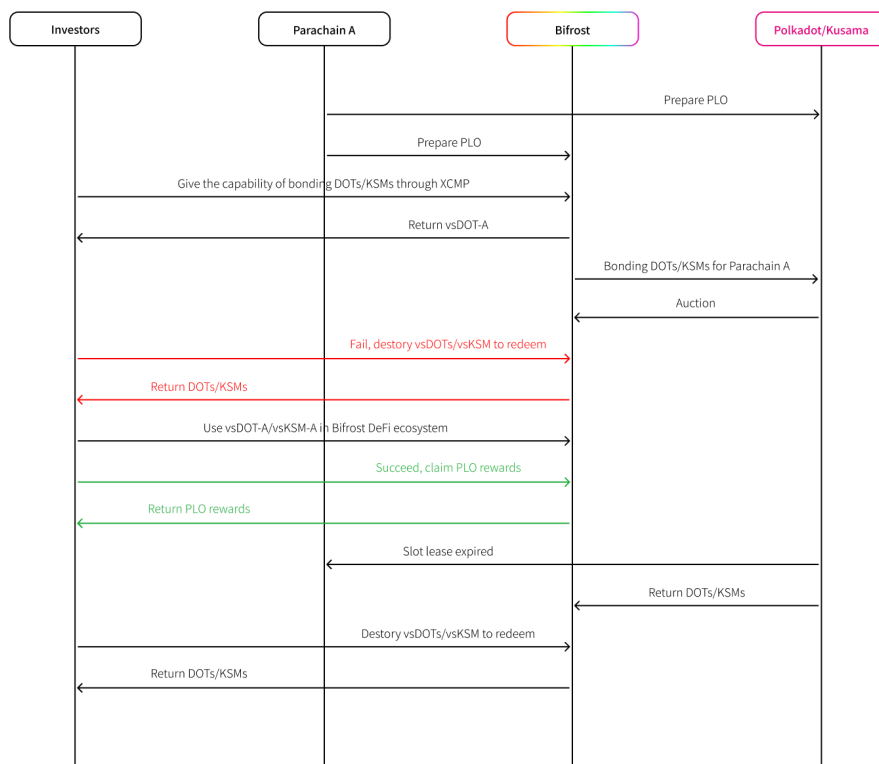 Investors
Parachain A
Bifrost
Polkadot/Kusama
Prepare PLO
Prepare PLO
Give the capability of bonding DOTs/KSMs through XCMP
Return vsDOT-A
Bonding DOTs/KSMs for Parachain A
Auction
Fail, destory vsDOTs/vsKSM to redeem
Return DOTs/KSMs
Use vsDOT-A/vsKSM-A in Bifrost DeFi ecosystem
Succeed, claim PLO rewards
Return PLO rewards
Slot lease expired
Return DOTs/KSMs
Destory vsDOTs/vsKSM to redeem
Return DOTs/KSMs